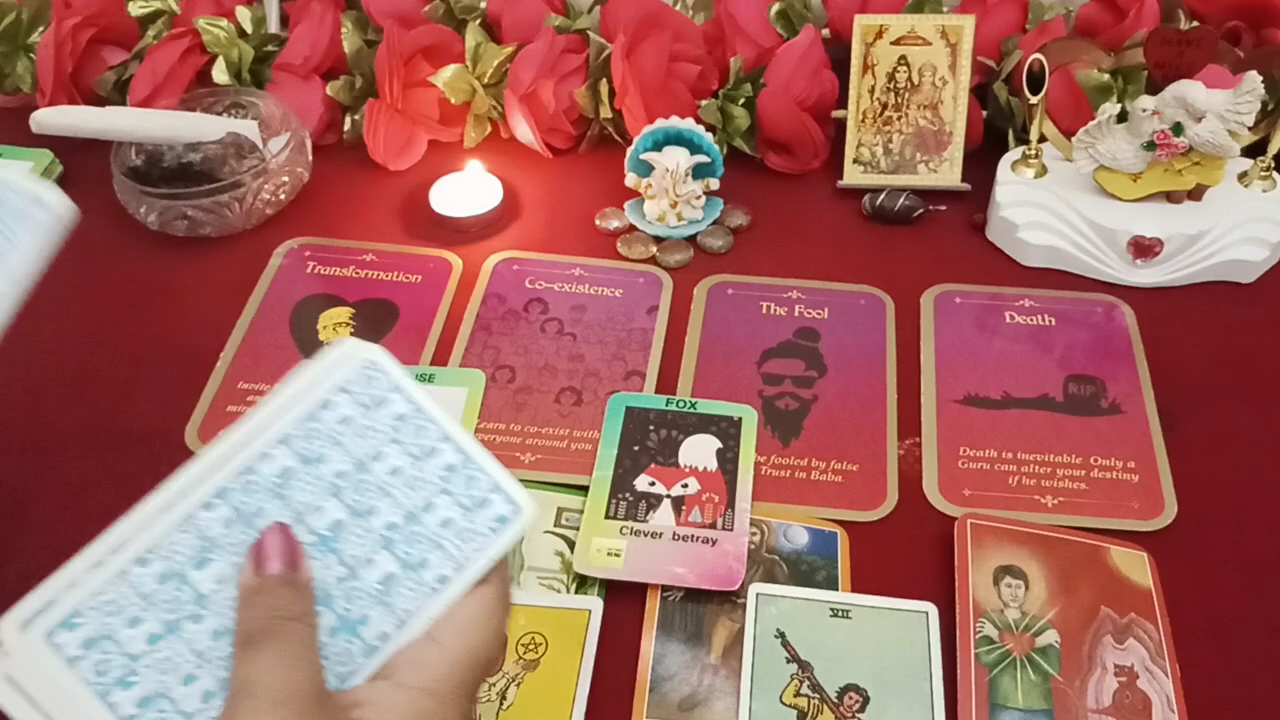 Transformation
Invite
Co-existence
Learn to co-exist with
everyone around you.
The Fool
be fooled by false
Trust in Baba.
Death
RIP
Death is inevitable. Only a
Guru can alter your destiny
if he wishes.
USE
FOX
Clever betray
VII